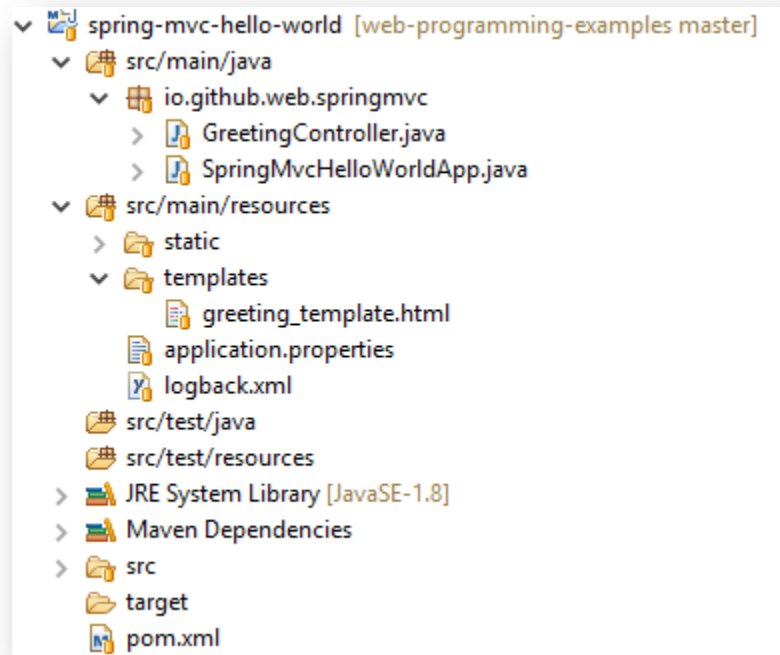 spring-mvc-hello-world [web-programming-examples master]
src/main/java
io.github.web.springmvc
GreetingController.java
SpringMvcHelloWorldApp.java
src/main/resources
static
templates
greeting_template.html
application.properties
logback.xml
src/test/java
src/test/resources
JRE System Library [JavaSE-1.8]
Maven Dependencies
src
target
pom.xml